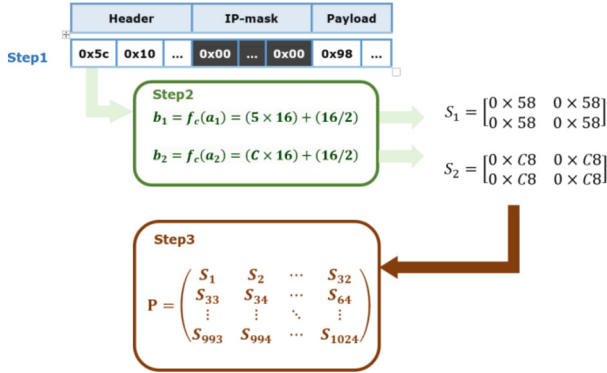 Header IP-mask Payload
Step1 0x5c 0x10 ... 0x00 ... 0x00 0x98 ...
Step2
b₁ = f_c(a₁) = (5 × 16) + (16/2)
b₂ = f_c(a₂) = (C × 16) + (16/2)
S₁ = [0 × 58 0 × 58
0 × 58 0 × 58]
S₂ = [0 × C8 0 × C8
0 × C8 0 × C8]
Step3
P = (S₁ S₂ ⋯ S₃₂
S₃₃ S₃₄ ⋯ S₆₄
⋮ ⋮ ⋱ ⋮
S₉₉₃ S₉₉₄ ⋯ S₁₀₂₄)